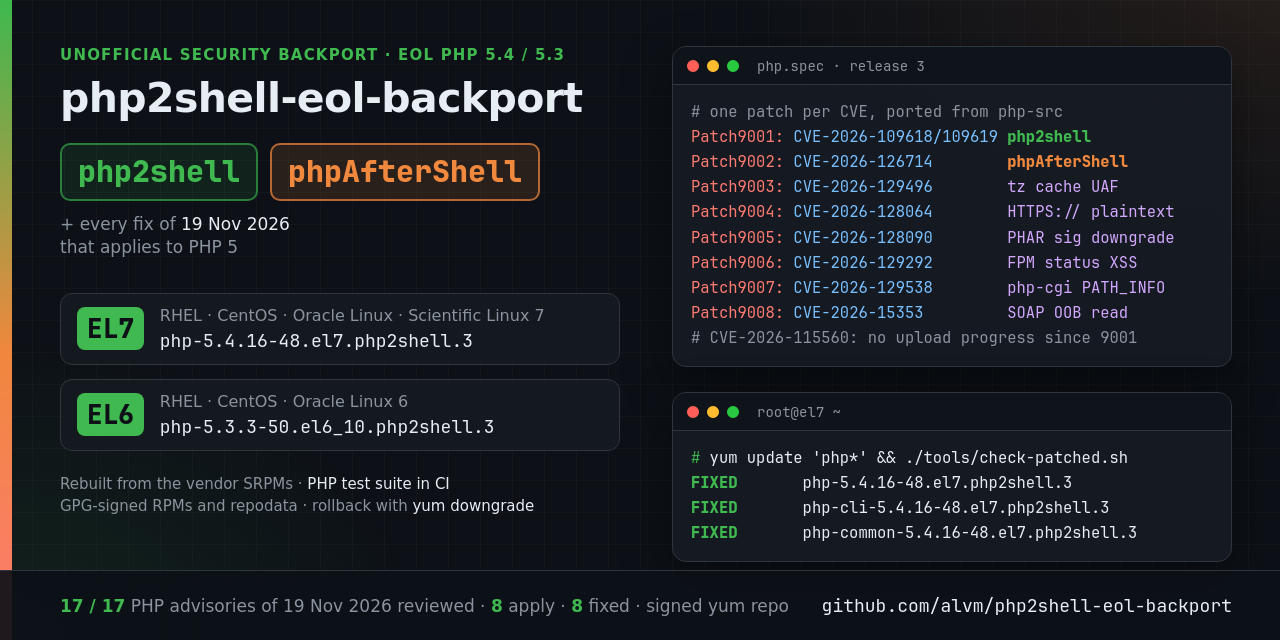 UNOFFICIAL SECURITY BACKPORT · EOL PHP 5.4 / 5.3
php2shell-eol-backport
php2shell phpAfterShell
+ every fix of 19 Nov 2026
that applies to PHP 5
EL7 RHEL · CentOS · Oracle Linux · Scientific Linux 7
php-5.4.16-48.el7.php2shell.3
EL6 RHEL · CentOS · Oracle Linux 6
php-5.3.3-50.el6_10.php2shell.3
Rebuilt from the vendor SRPMs · PHP test suite in CI
GPG-signed RPMs and repodata · rollback with yum downgrade
php.spec · release 3
# one patch per CVE, ported from php-src
Patch9001: CVE-2026-109618/109619 php2shell
Patch9002: CVE-2026-126714 phpAfterShell
Patch9003: CVE-2026-129496 tz cache UAF
Patch9004: CVE-2026-128064 HTTPS:// plaintext
Patch9005: CVE-2026-128090 PHAR sig downgrade
Patch9006: CVE-2026-129292 FPM status XSS
Patch9007: CVE-2026-129538 php-cgi PATH_INFO
Patch9008: CVE-2026-15353 SOAP OOB read
# CVE-2026-115560: no upload progress since 9001
root@el7 ~
# yum update 'php*' && ./tools/check-patched.sh
FIXED php-5.4.16-48.el7.php2shell.3
FIXED php-cli-5.4.16-48.el7.php2shell.3
FIXED php-common-5.4.16-48.el7.php2shell.3
17 / 17 PHP advisories of 19 Nov 2026 reviewed · 8 apply · 8 fixed · signed yum repo
github.com/alvm/php2shell-eol-backport